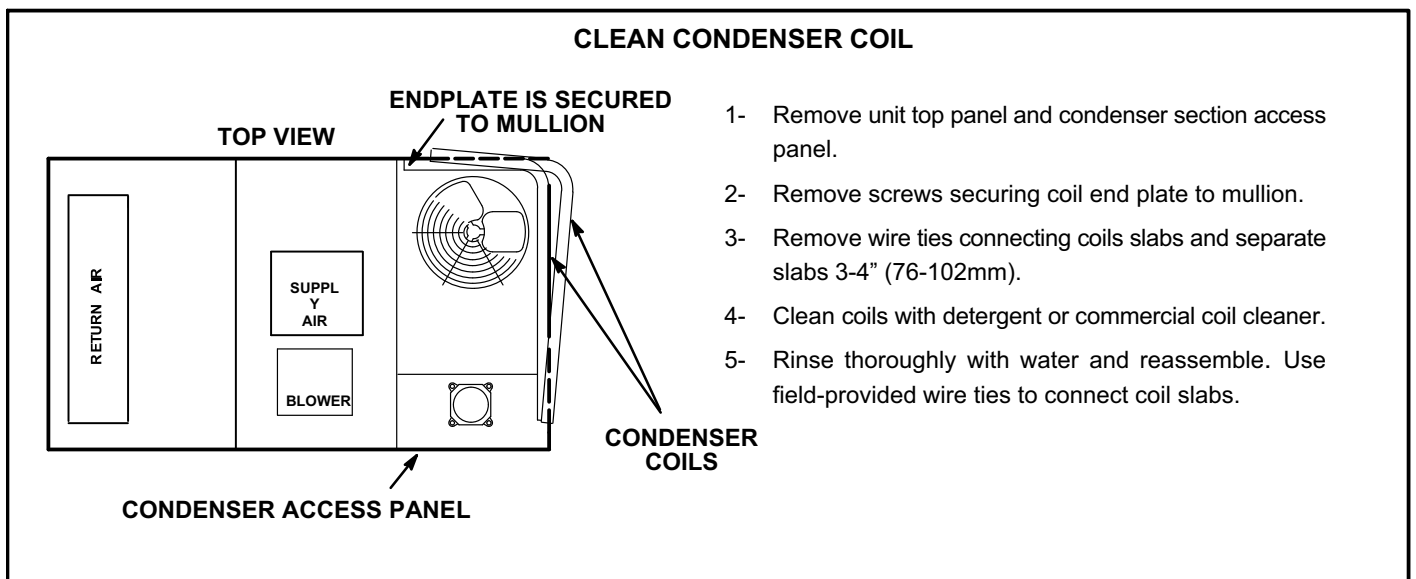 CLEAN CONDENSER COIL
ENDPLATE IS SECURED
TO MULLION
TOP VIEW
RETURN AIR
SUPPL
Y
AIR
BLOWER
CONDENSER
COILS
CONDENSER ACCESS PANEL
1- Remove unit top panel and condenser section access
panel.
2- Remove screws securing coil end plate to mullion.
3- Remove wire ties connecting coils slabs and separate
slabs 3-4” (76-102mm).
4- Clean coils with detergent or commercial coil cleaner.
5- Rinse thoroughly with water and reassemble. Use
field-provided wire ties to connect coil slabs.